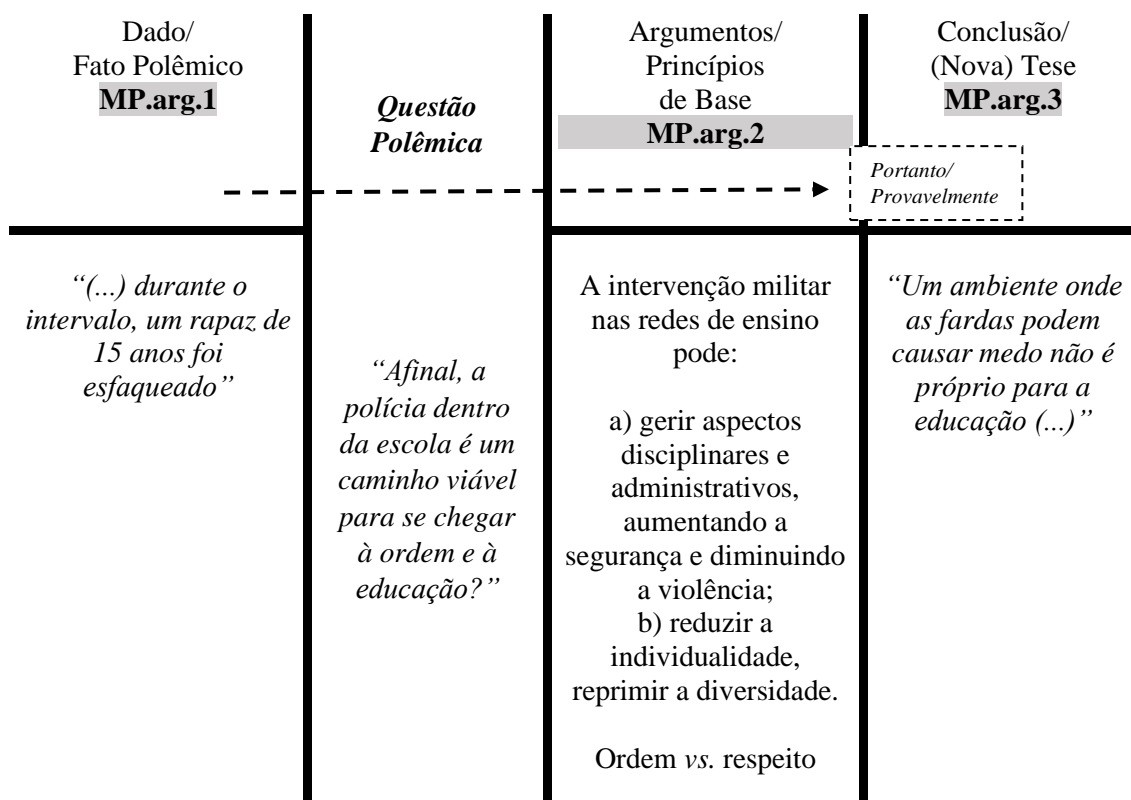 Dado/
Fato Polêmico
MP.arg.1
Questão
Polêmica
Argumentos/
Princípios
de Base
MP.arg.2
Conclusão/
(Nova) Tese
MP.arg.3
Portanto/
Provavelmente
“(...) durante o
intervalo, um rapaz de
15 anos foi
esfaqueado”
“Afinal, a
polícia dentro
da escola é um
caminho viável
para se chegar
à ordem e à
educação?”
A intervenção militar
nas redes de ensino
pode:
a) gerir aspectos
disciplinares e
administrativos,
aumentando a
segurança e diminuindo
a violência;
b) reduzir a
individualidade,
reprimir a diversidade.
Ordem vs. respeito
“Um ambiente onde
as fardas podem
causar medo não é
próprio para a
educação (...)”